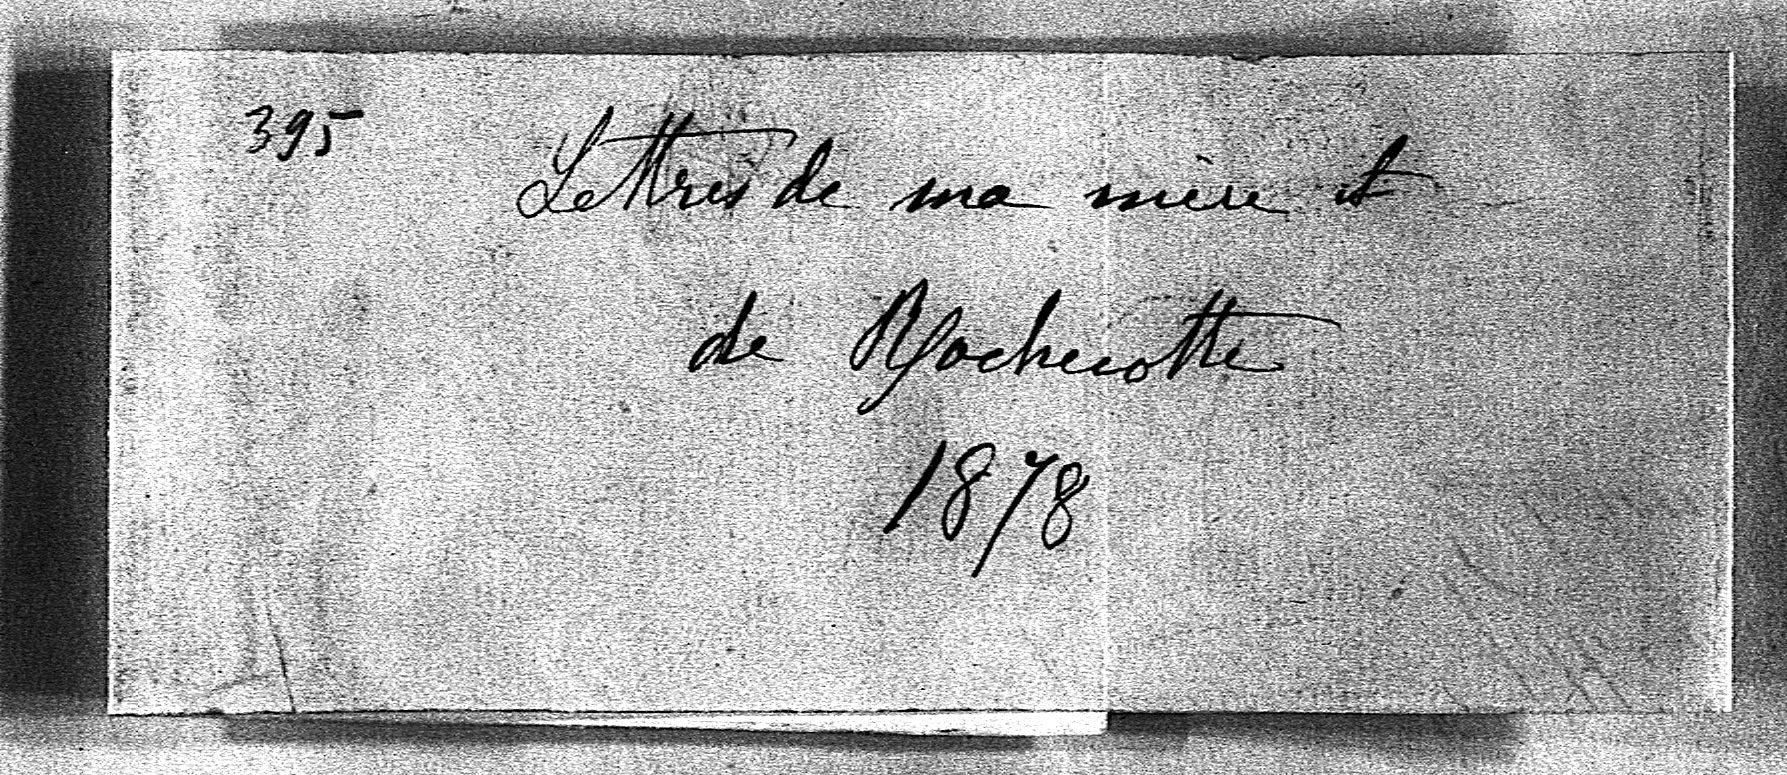 395
Lettres de ma mère et
de Rochecotte
1878